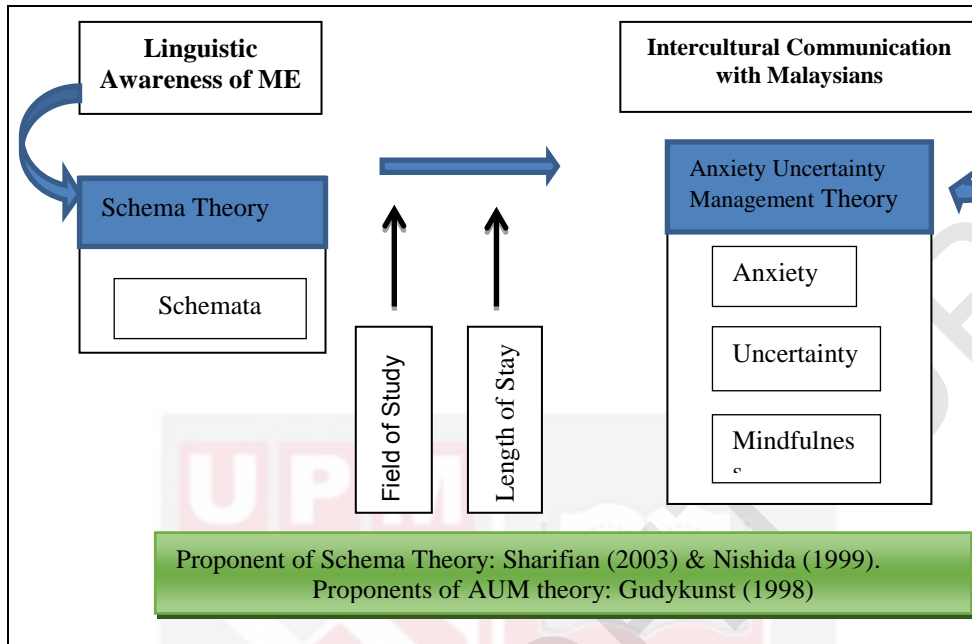 Linguistic
Awareness of ME
Intercultural Communication
with Malaysians
Schema Theory
Schemata
Anxiety Uncertainty
Management Theory
Anxiety
Uncertainty
Mindfulnes
s
Field of Study
Length of Stay
UPM
Proponent of Schema Theory: Sharifian (2003) & Nishida (1999).
Proponents of AUM theory: Gudykunst (1998)